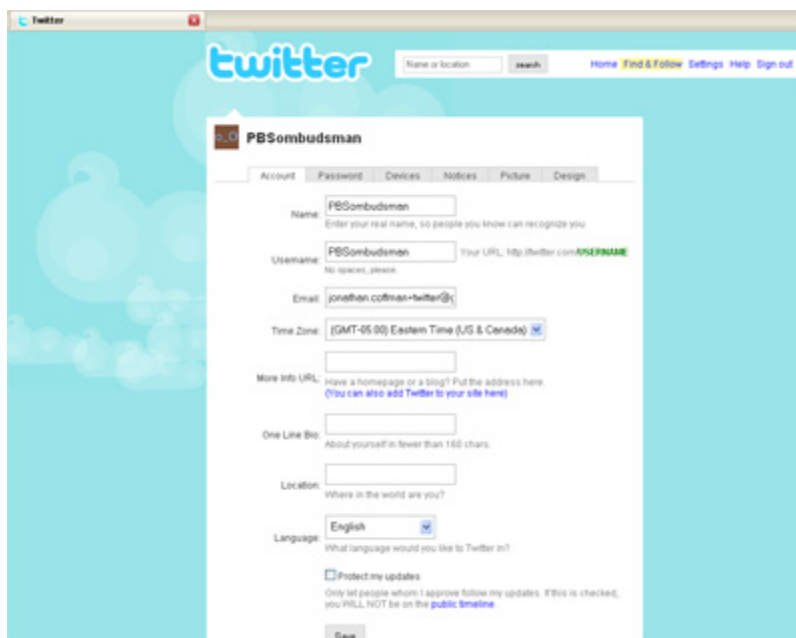 Twitter
twitter
Name or location search Home Find & Follow Settings Help Sign out
o_O PBSombudsman
Account Password Devices Notices Picture Design
Name: PBSombudsman
Enter your real name, so people you know can recognize you.
Username: PBSombudsman Your URL: http://twitter.com/USERNAME
No spaces, please.
Email: jonathan.coffman+twitter@
Time Zone: (GMT-05:00) Eastern Time (US & Canada)
More Info URL:
Have a homepage or a blog? Put the address here.
(You can also add Twitter to your site here)
One Line Bio:
About yourself in fewer than 160 chars.
Location:
Where in the world are you?
Language: English
What language would you like to Twitter in?
Protect my updates
Only let people whom I approve follow my updates. If this is checked,
you WILL NOT be on the public timeline.
Save